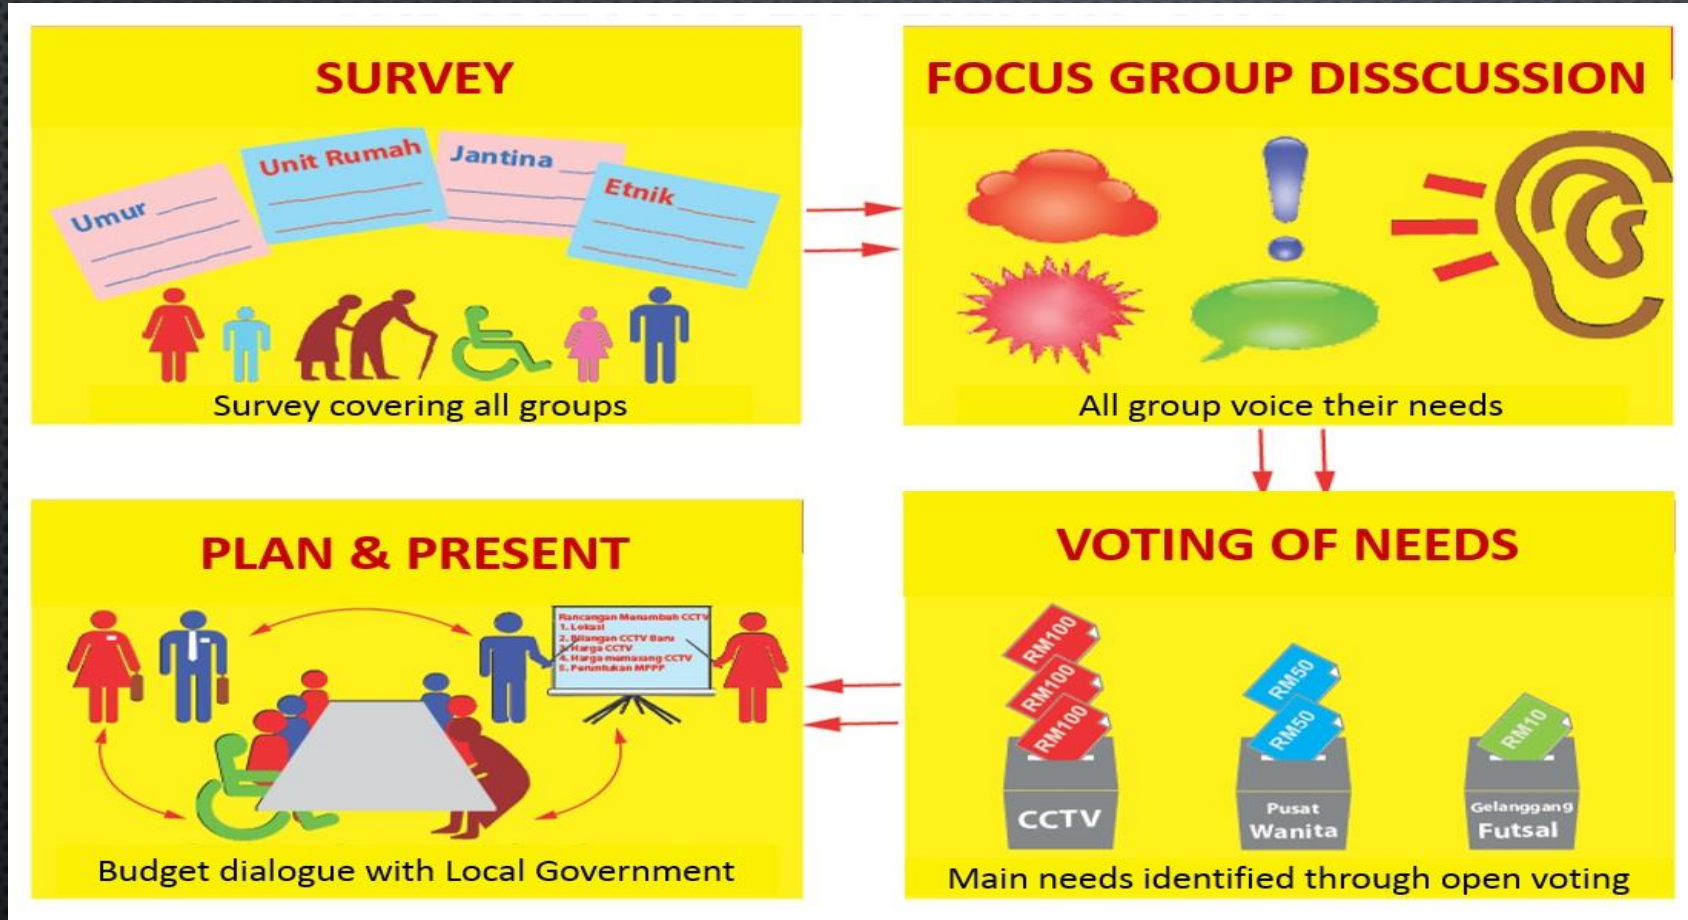 SURVEY
Umur
Unit Rumah
Jantina
Etnik
Survey covering all groups
FOCUS GROUP DISSCUSSION
All group voice their needs
VOTING OF NEEDS
RM100
RM100
RM100
RM50
RM50
RM10
CCTV
Pusat
Wanita
Gelanggang
Futsal
Main needs identified through open voting
PLAN & PRESENT
Rancangan Menambah CCTV
1. Lokasi
2. Bilangan CCTV Baru
3. Harga CCTV
4. Harga memasang CCTV
5. Peruntukan MPPP
Budget dialogue with Local Government